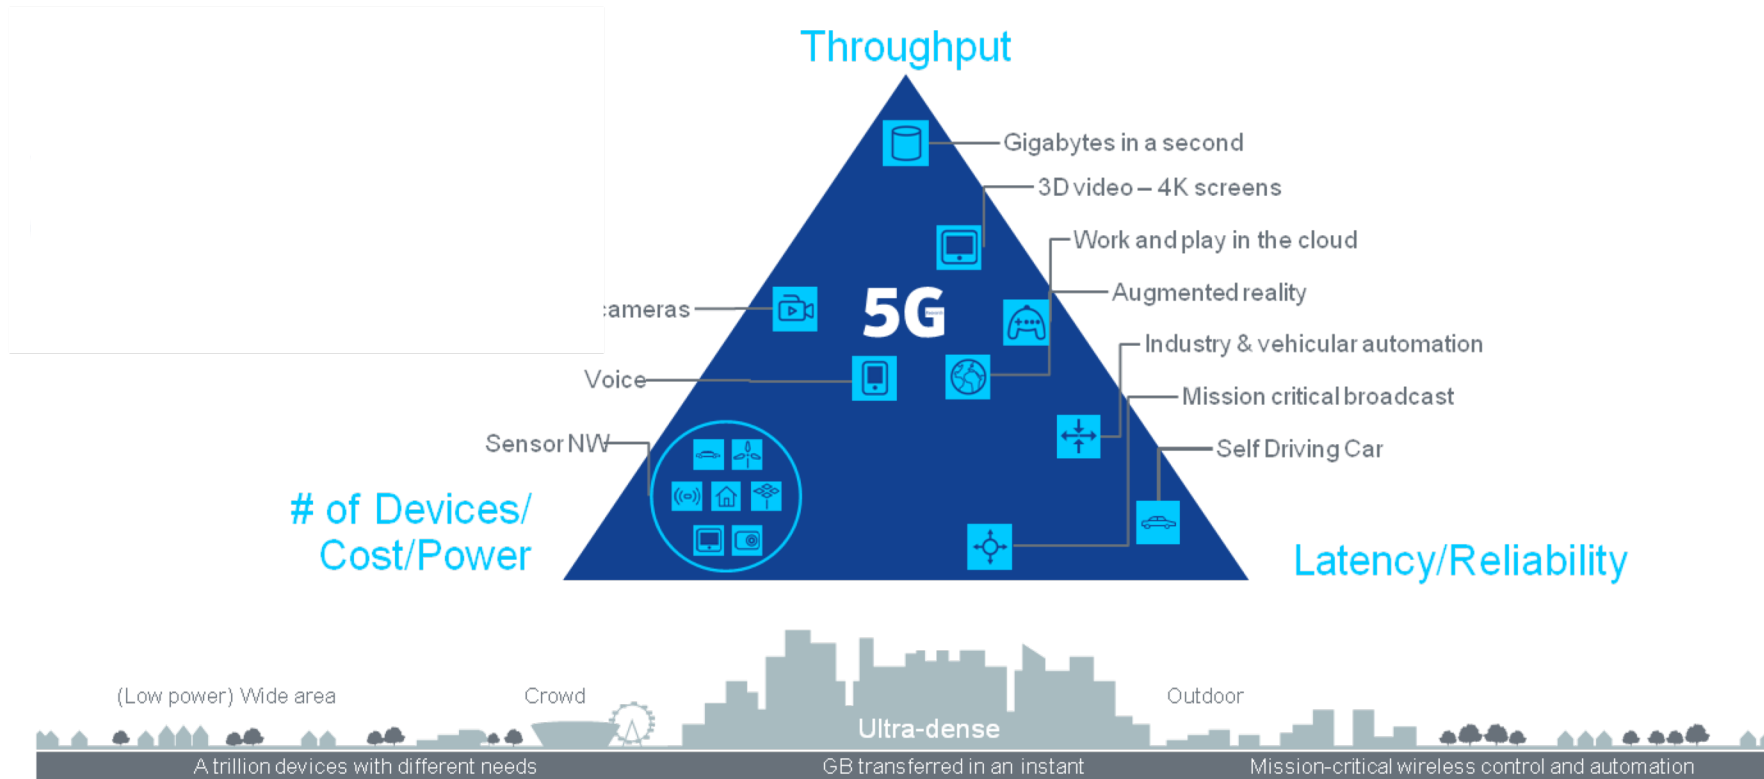 Throughput
Gigabytes in a second
3D video – 4K screens
Work and play in the cloud
Augmented reality
Industry & vehicular automation
Mission critical broadcast
Self Driving Car
5G
cameras
Voice
Sensor NW
# of Devices/
Cost/Power
Latency/Reliability
(Low power) Wide area
Crowd
Ultra-dense
Outdoor
A trillion devices with different needs
GB transferred in an instant
Mission-critical wireless control and automation